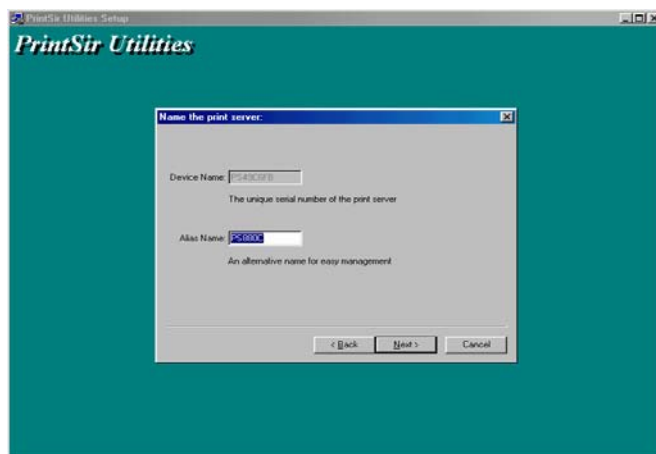 PrintSir Utilities Setup
PrintSir Utilities
Name the print server:
Device Name:
The unique serial number of the print server
Alias Name: PS880C
An alternative name for easy management
< Back Next > Cancel